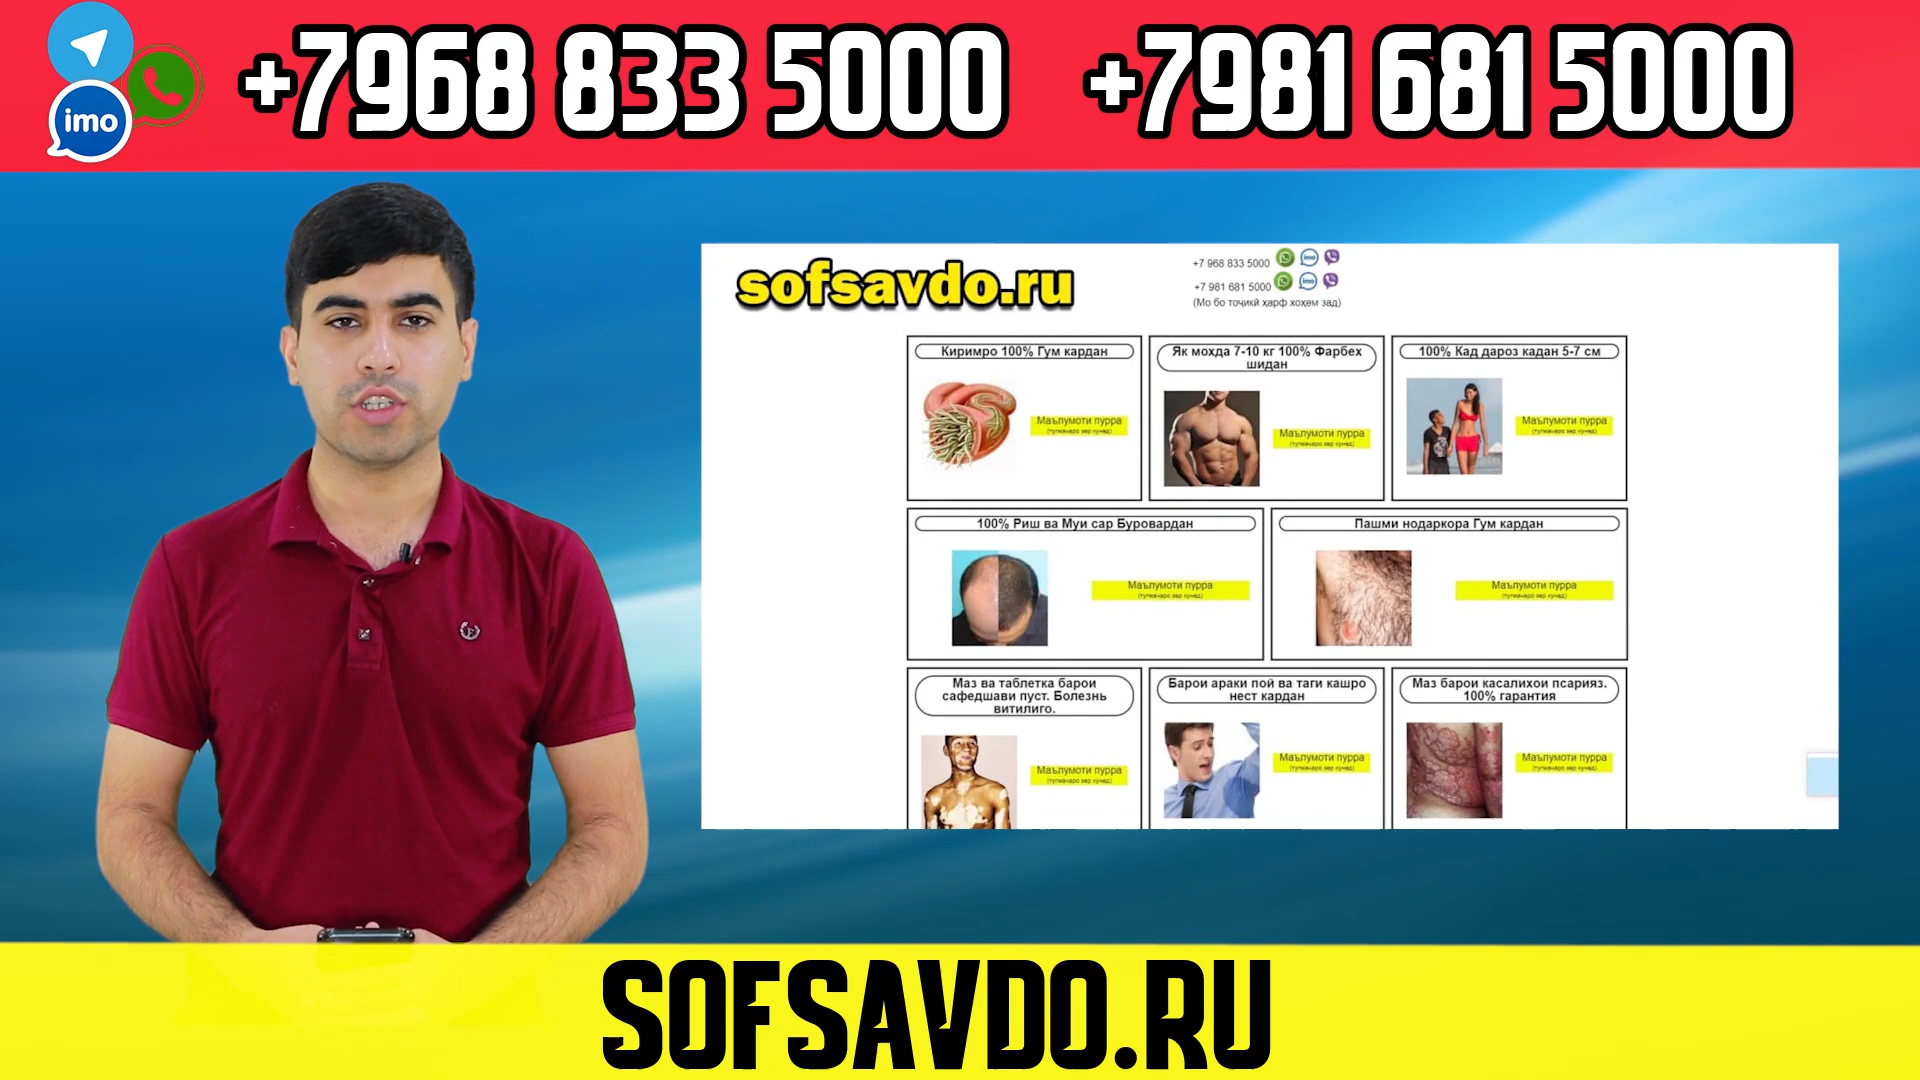 imo
+7968 833 5000
+7981 681 5000
sofsavdo.ru
+7 968 833 5000
+7 981 681 5000
(Мо бо тоҷикӣ ҳарф хоҳем зад)
Киримро 100% Гум кардан
Маълумоти пурра
Як мохда 7-10 кг 100% Фарбех
шидан
Маълумоти пурра
100% Кад дароз кадан 5-7 см
Маълумоти пурра
100% Риш ва Муи сар Буровардан
Маълумоти пурра
Пашми нодаркора Гум кардан
Маълумоти пурра
Маз ва таблетка барои
сафедшави пуст. Болезнь
витилиго.
Маълумоти пурра
Барои араки пой ва таги кашро
нест кардан
Маълумоти пурра
Маз барои касалихои псарияз.
100% гарантия
Маълумоти пурра
SOFSAVDO.RU